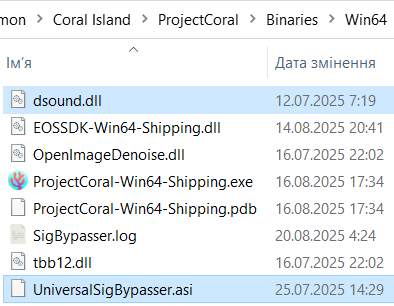 mon > Coral Island > ProjectCoral > Binaries > Win64
Ім’я Дата змінення
dsound.dll 12.07.2025 7:19
EOSSDK-Win64-Shipping.dll 14.08.2025 20:41
OpenImageDenoise.dll 16.07.2025 22:02
ProjectCoral-Win64-Shipping.exe 16.08.2025 17:34
ProjectCoral-Win64-Shipping.pdb 16.08.2025 17:34
SigBypasser.log 20.08.2025 4:24
tbb12.dll 16.07.2025 22:02
UniversalSigBypasser.asi 25.07.2025 14:29